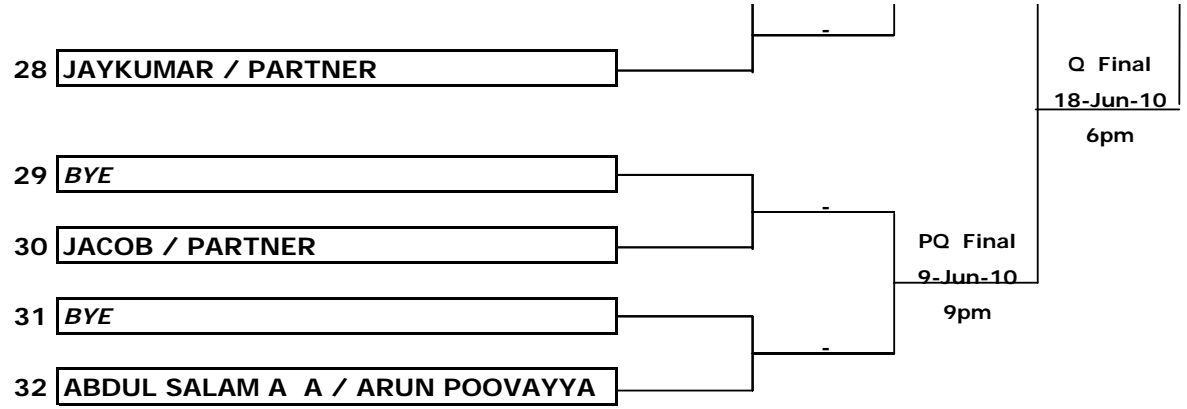 -
28 JAYKUMAR / PARTNER
Q Final
18-Jun-10
6pm
29 BYE
-
30 JACOB / PARTNER
PQ Final
9-Jun-10
9pm
31 BYE
-
32 ABDUL SALAM A A / ARUN POOVAYYA